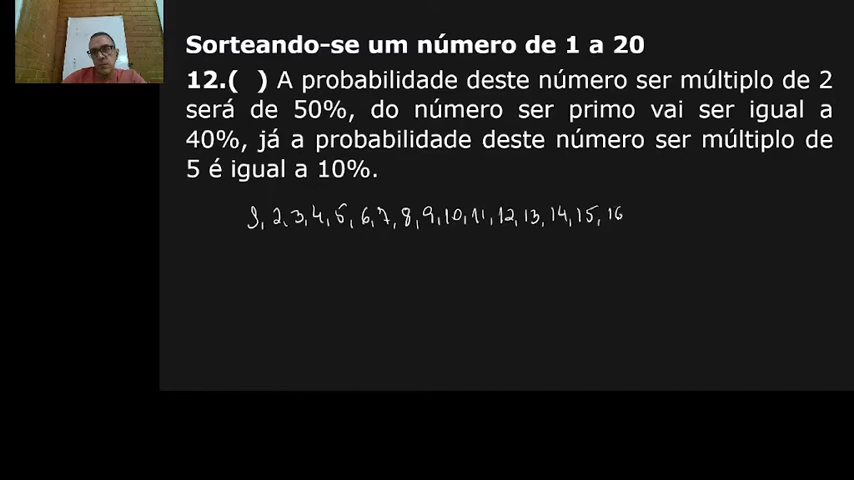 Sorteando-se um número de 1 a 20
12.( ) A probabilidade deste número ser múltiplo de 2
será de 50%, do número ser primo vai ser igual a
40%, já a probabilidade deste número ser múltiplo de
5 é igual a 10%.
1, 2, 3, 4, 5, 6, 7, 8, 9, 10, 11, 12, 13, 14, 15, 16